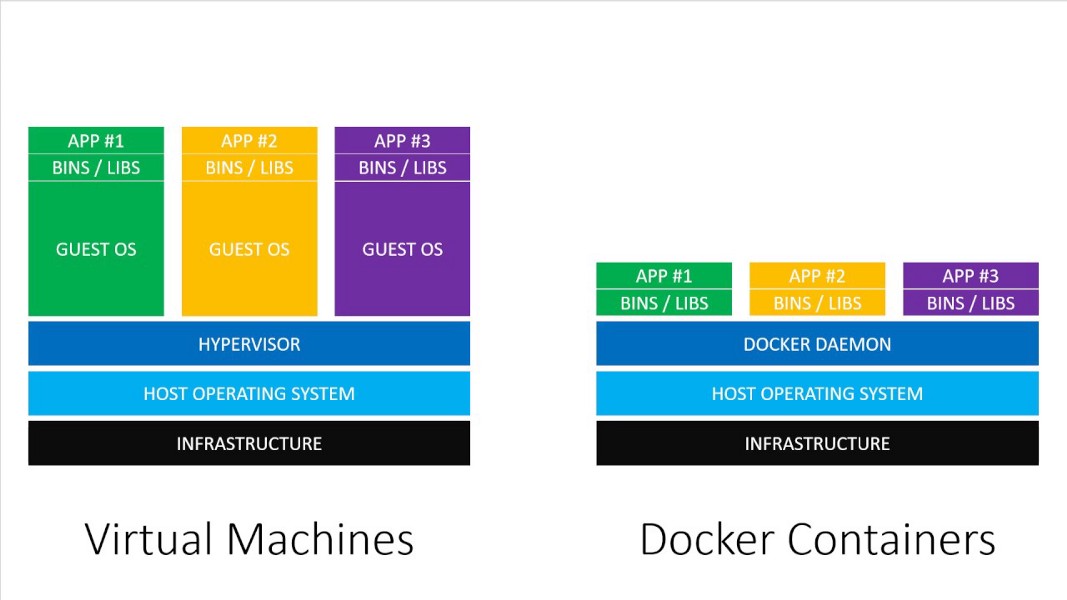 APP #1
BINS / LIBS
GUEST OS
APP #2
BINS / LIBS
GUEST OS
APP #3
BINS / LIBS
GUEST OS
HYPERVISOR
HOST OPERATING SYSTEM
INFRASTRUCTURE
Virtual Machines
APP #1
BINS / LIBS
APP #2
BINS / LIBS
APP #3
BINS / LIBS
DOCKER DAEMON
HOST OPERATING SYSTEM
INFRASTRUCTURE
Docker Containers